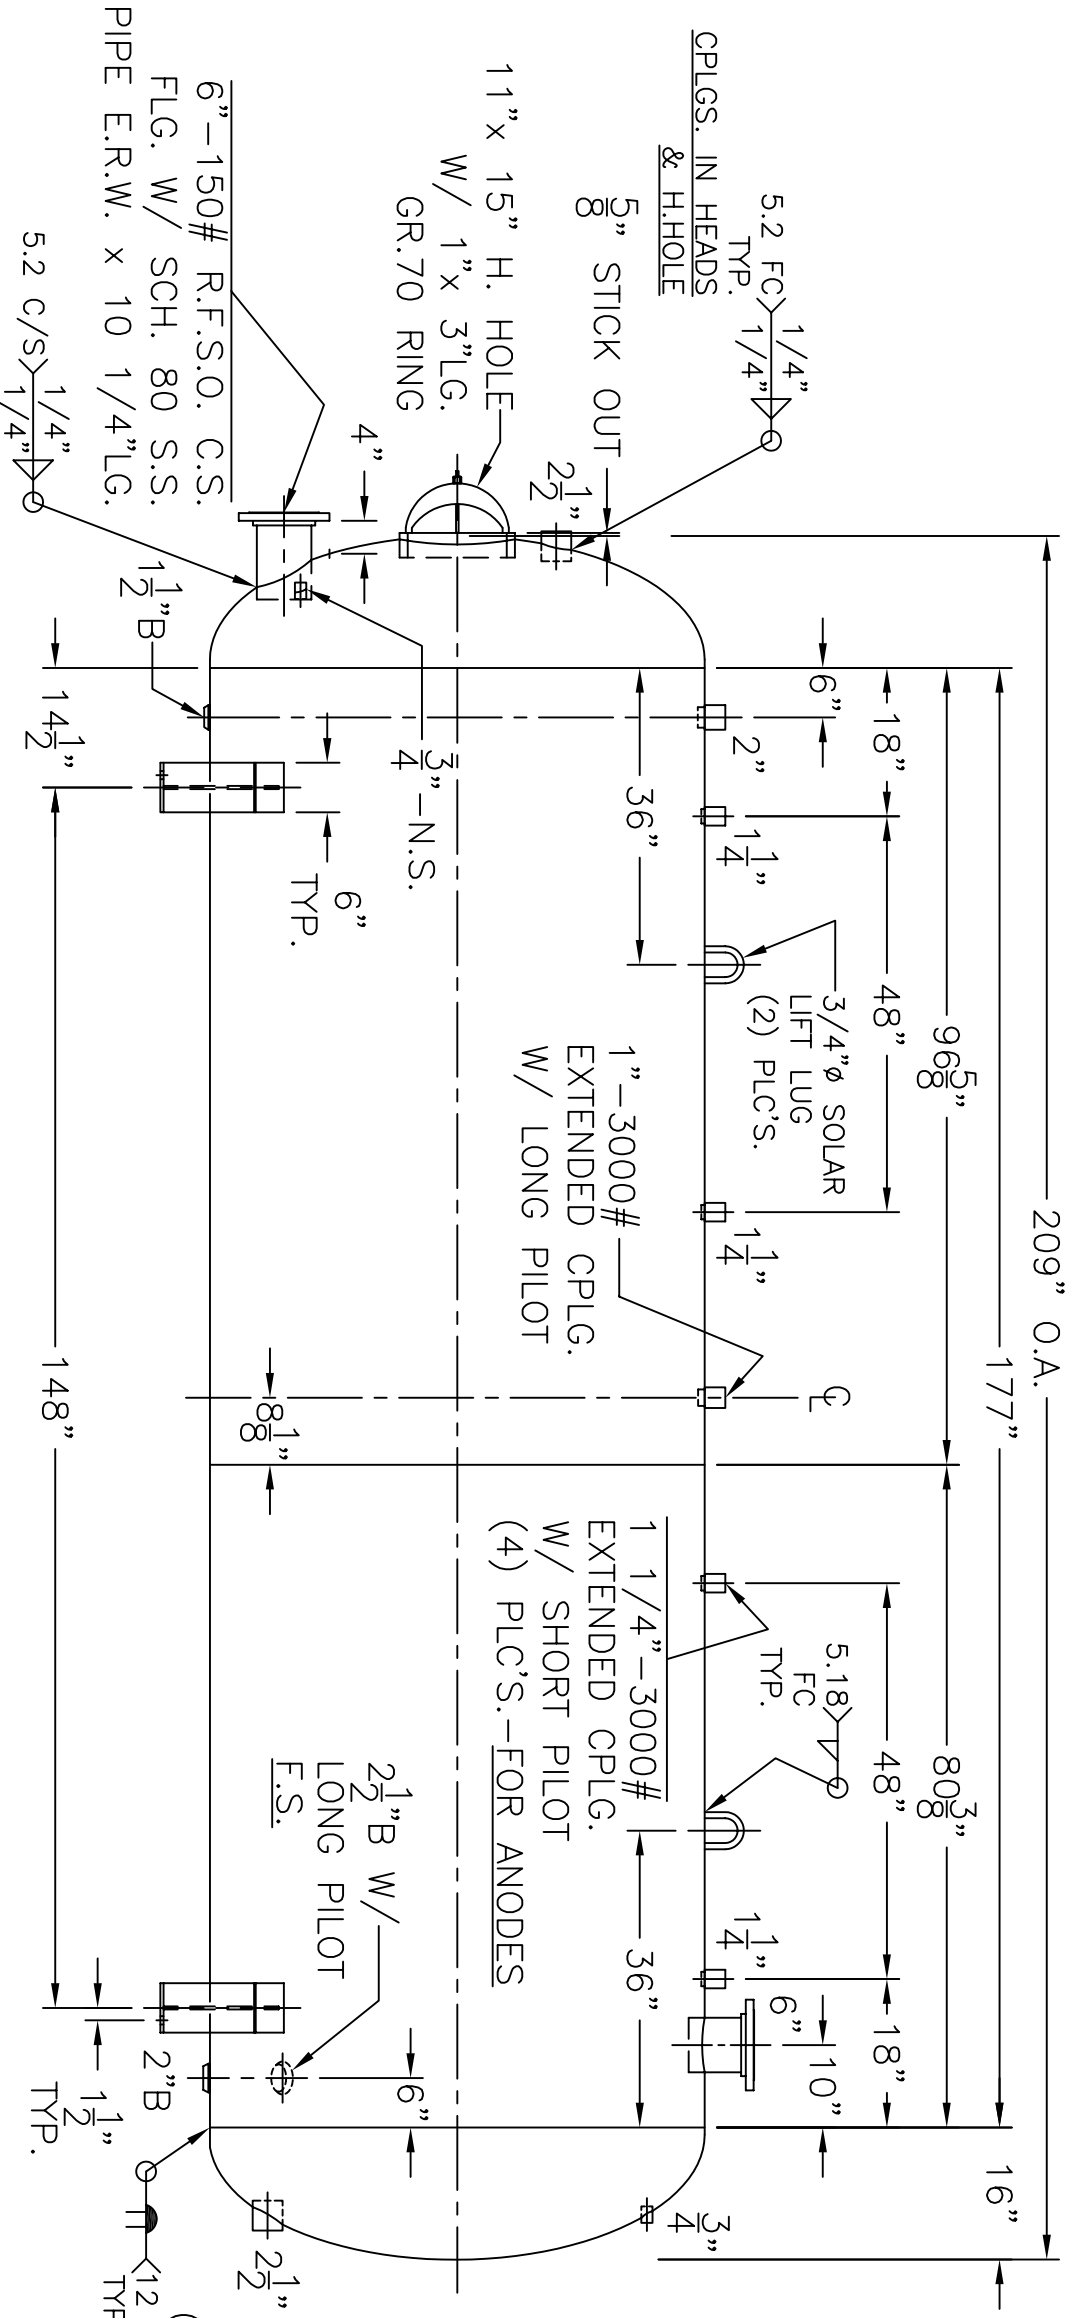 209" O.A.
177"
16"
96 5/8"
80 3/8"
18"
48"
48"
18"
6"
10"
CPLGS. IN HEADS
& H.HOLE
5.2 FC
TYP.
1/4"
1/4"
5/8" STICK OUT
2 1/2"
11"x 15" H. HOLE
W/ 1"x 3"LG.
GR.70 RING
6"-150# R.F.S.O. C.S.
FLG. W/ SCH. 80 S.S.
PIPE E.R.W. x 10 1/4"LG.
4"
5.2 C/S
1/4"
1/4"
2"
1 1/4"
3/4"ø SOLAR
LIFT LUG
(2) PLC'S.
1 1/4"
CL
5.18
FC
TYP.
1 1/4"
6"
36"
36"
1"-3000#
EXTENDED CPLG.
W/ LONG PILOT
1 1/4"-3000#
EXTENDED CPLG.
W/ SHORT PILOT
(4) PLC'S.-FOR ANODES
3/4"-N.S.
6"
TYP.
8 1/8"
2 1/2"B W/
LONG PILOT
F.S.
6"
3/4"
2 1/2"
1 1/2"B
2"B
14 1/2"
148"
1 1/2"
TYP.
12